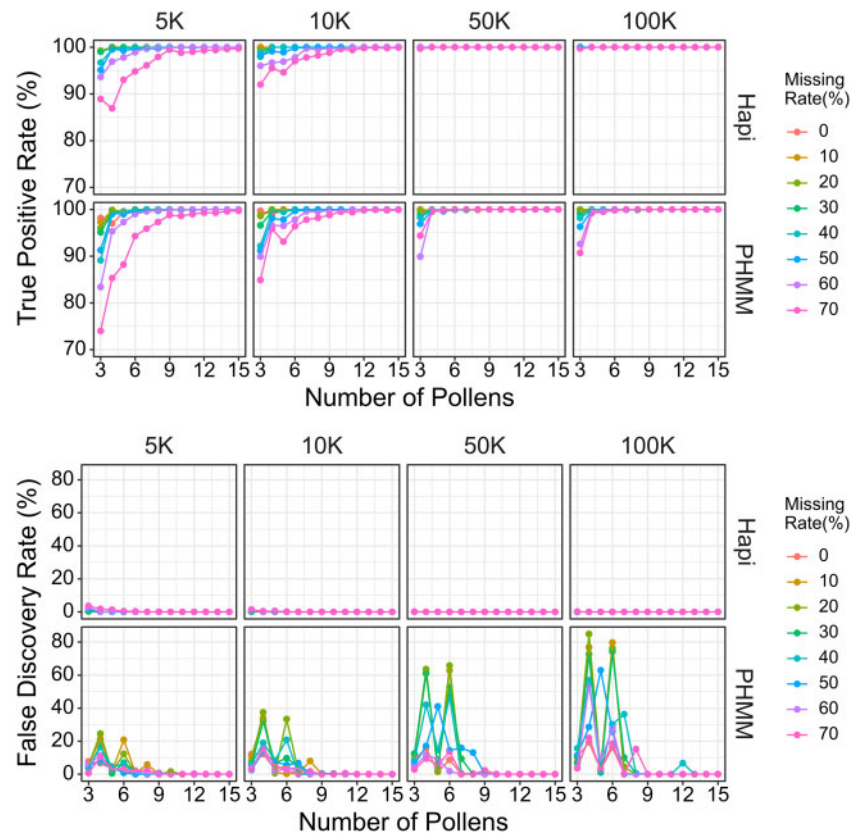 5K 10K 50K 100K
True Positive Rate (%)
100
90
80
70
Hapi
100
90
80
70
PHMM
3 6 9 12 15 3 6 9 12 15 3 6 9 12 15 3 6 9 12 15
Number of Pollens
Missing
Rate(%)
0
10
20
30
40
50
60
70
5K 10K 50K 100K
False Discovery Rate (%)
80
60
40
20
0
Hapi
80
60
40
20
0
PHMM
3 6 9 12 15 3 6 9 12 15 3 6 9 12 15 3 6 9 12 15
Number of Pollens
Missing
Rate(%)
0
10
20
30
40
50
60
70